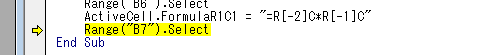 Range("B6").Select
ActiveCell.FormulaR1C1 = "=R[-2]C*R[-1]C"
Range("B7").Select
End Sub